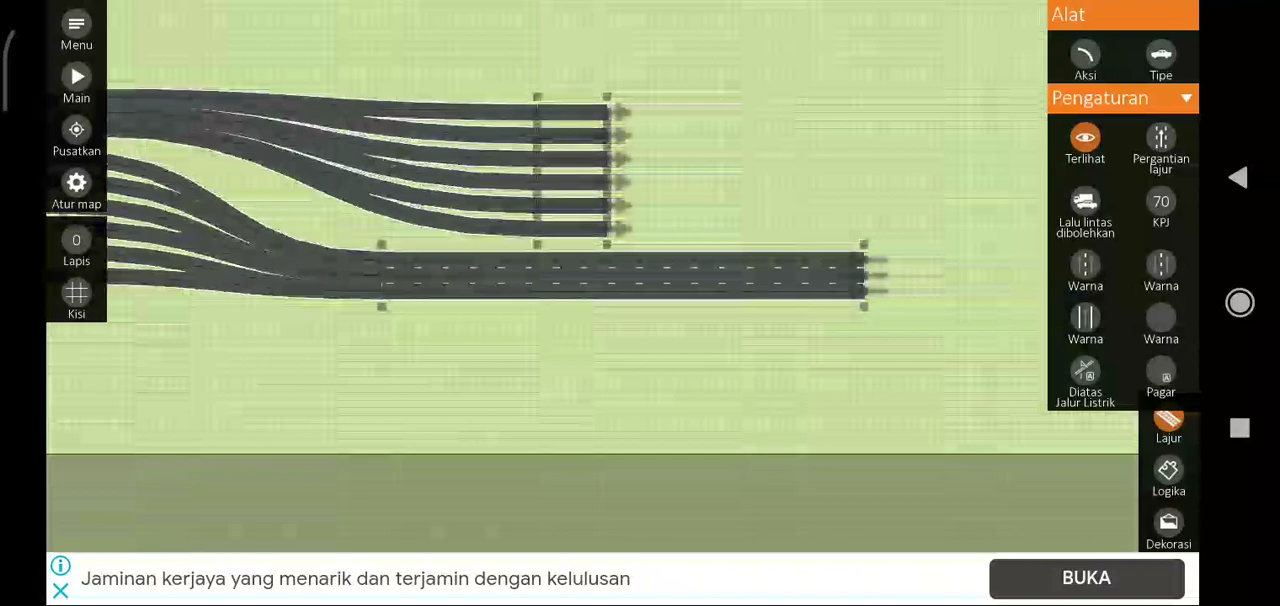 Menu
Main
Pusatkan
Atur map
0
Lapis
Kisi
Alat
Aksi
Tipe
Pengaturan
Terlihat
Pergantian
lajur
Lalu lintas
dibolehkan
70
KPJ
Warna
Warna
Warna
Warna
Diatas
Jalur Listrik
A
Pagar
A
Lajur
Logika
Dekorasi
Jaminan kerjaya yang menarik dan terjamin dengan kelulusan
BUKA